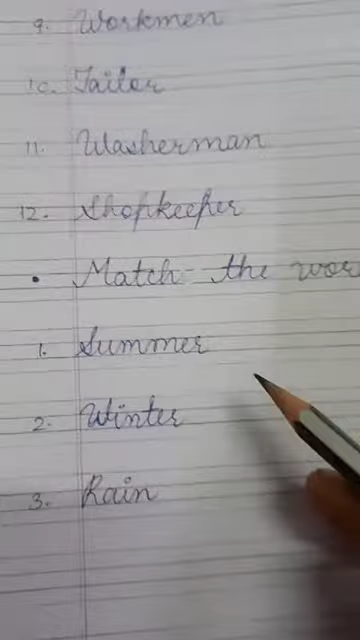 9. Workmen
10. Tailor
11. Washerman
12. Shopkeeper
• Match the wor
1. Summer
2. Winter
3. Rain